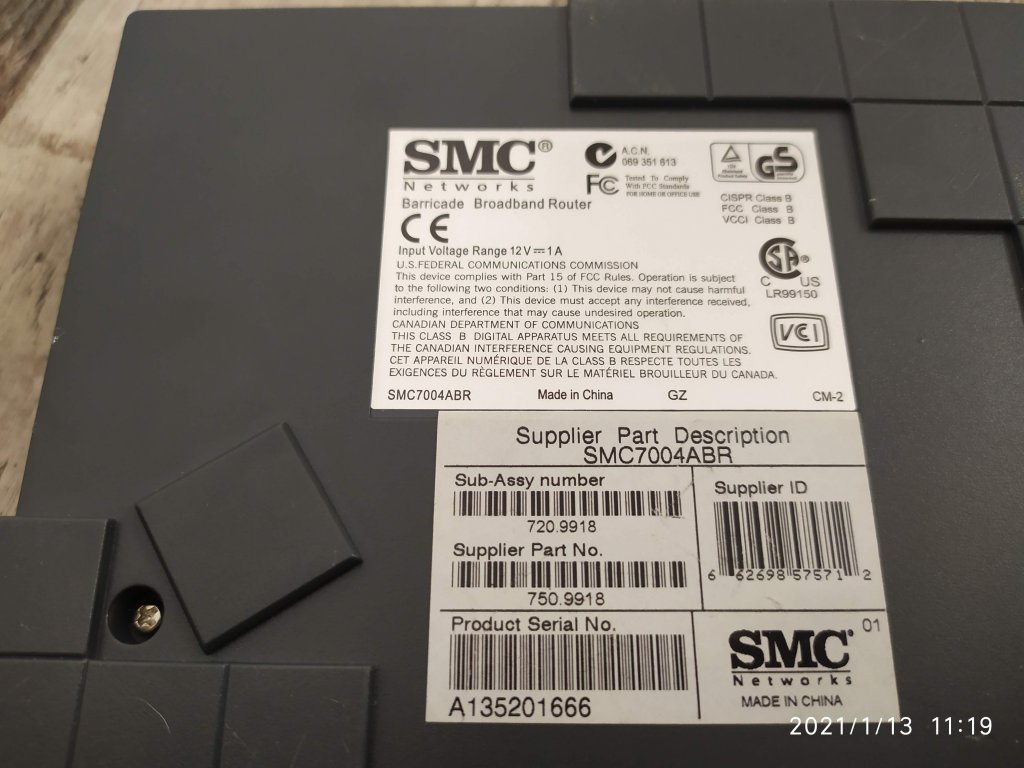 SMC®
Networks
Barricade Broadband Router
A.C.N.
069 351 613
FC Tested To Comply
With FCC Standards
FOR HOME OR OFFICE USE
GS
CISPR Class B
FCC Class B
VCCI Class B
CE
Input Voltage Range 12V⎓1A
U.S.FEDERAL COMMUNICATIONS COMMISSION
This device complies with Part 15 of FCC Rules. Operation is subject
to the following two conditions: (1) This device may not cause harmful
interference, and (2) This device must accept any interference received,
including interference that may cause undesired operation.
CANADIAN DEPARTMENT OF COMMUNICATIONS
THIS CLASS B DIGITAL APPARATUS MEETS ALL REQUIREMENTS OF
THE CANADIAN INTERFERENCE CAUSING EQUIPMENT REGULATIONS.
CET APPAREIL NUMÉRIQUE DE LA CLASS B RESPECTE TOUTES LES
EXIGENCES DU RÈGLEMENT SUR LE MATÉRIEL BROUILLEUR DU CANADA.
SA®
C US
LR99150
VCI
SMC7004ABR Made in China GZ CM-2
Supplier Part Description
SMC7004ABR
Sub-Assy number
720.9918
Supplier Part No.
750.9918
Supplier ID
6 62698 57571 2
Product Serial No.
A135201666
SMC® 01
Networks
MADE IN CHINA
2021/1/13 11:19